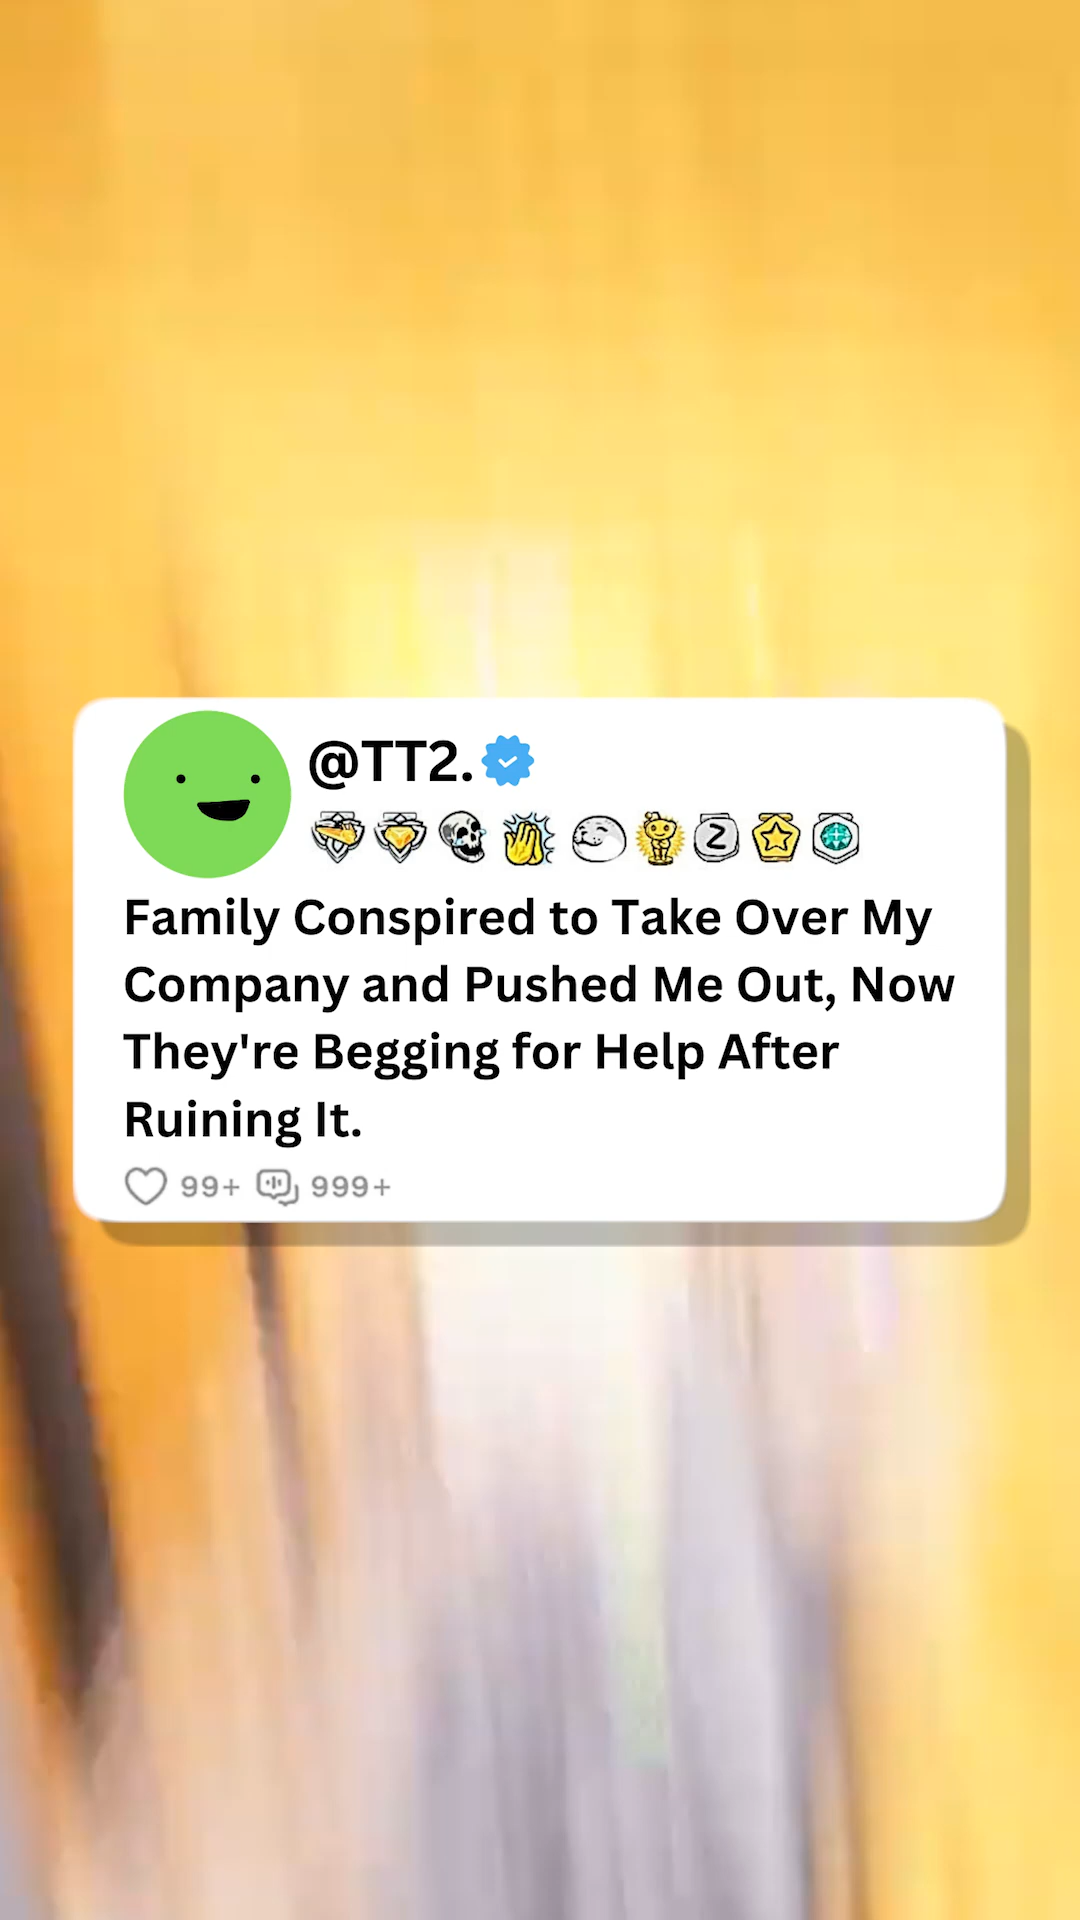 @TT2.
2
Family Conspired to Take Over My
Company and Pushed Me Out, Now
They're Begging for Help After
Ruining It.
99+ 999+